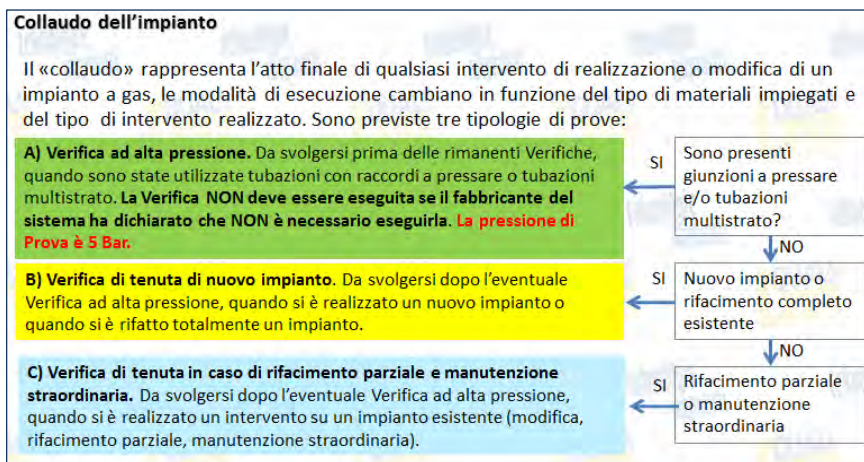 Collaudo dell’impianto
Il «collaudo» rappresenta l’atto finale di qualsiasi intervento di realizzazione o modifica di un
impianto a gas, le modalità di esecuzione cambiano in funzione del tipo di materiali impiegati e
del tipo di intervento realizzato. Sono previste tre tipologie di prove:
A) Verifica ad alta pressione. Da svolgersi prima delle rimanenti Verifiche,
quando sono state utilizzate tubazioni con raccordi a pressare o tubazioni
multistrato. La Verifica NON deve essere eseguita se il fabbricante del
sistema ha dichiarato che NON è necessario eseguirla. La pressione di
Prova è 5 Bar.
SI
Sono presenti
giunzioni a pressare
e/o tubazioni
multistrato?
NO
B) Verifica di tenuta di nuovo impianto. Da svolgersi dopo l’eventuale
Verifica ad alta pressione, quando si è realizzato un nuovo impianto o
quando si è rifatto totalmente un impianto.
SI
Nuovo impianto o
rifacimento completo
esistente
NO
C) Verifica di tenuta in caso di rifacimento parziale e manutenzione
straordinaria. Da svolgersi dopo l’eventuale Verifica ad alta pressione,
quando si è realizzato un intervento su un impianto esistente (modifica,
rifacimento parziale, manutenzione straordinaria).
SI
Rifacimento parziale
o manutenzione
straordinaria